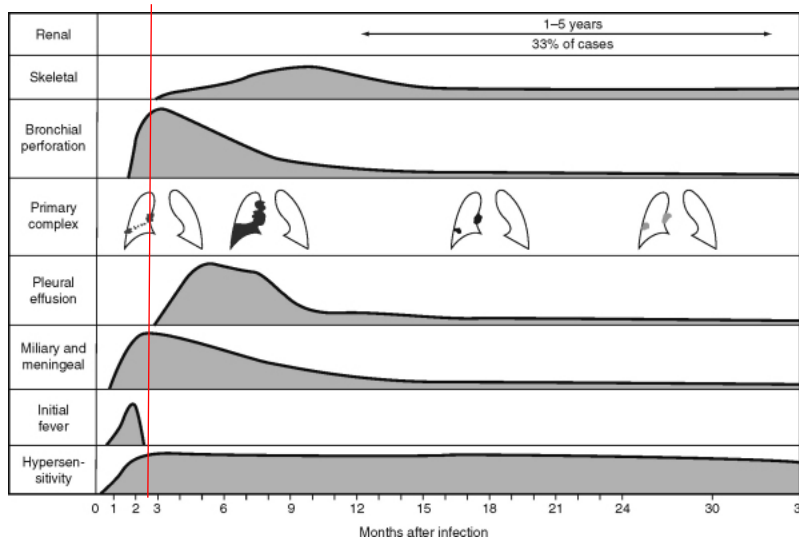 Renal
1–5 years
33% of cases
Skeletal
Bronchial
perforation
Primary
complex
Pleural
effusion
Miliary and
meningeal
Initial
fever
Hypersen-
sitivity
0 1 2 3 6 9 12 15 18 21 24 30 3
Months after infection